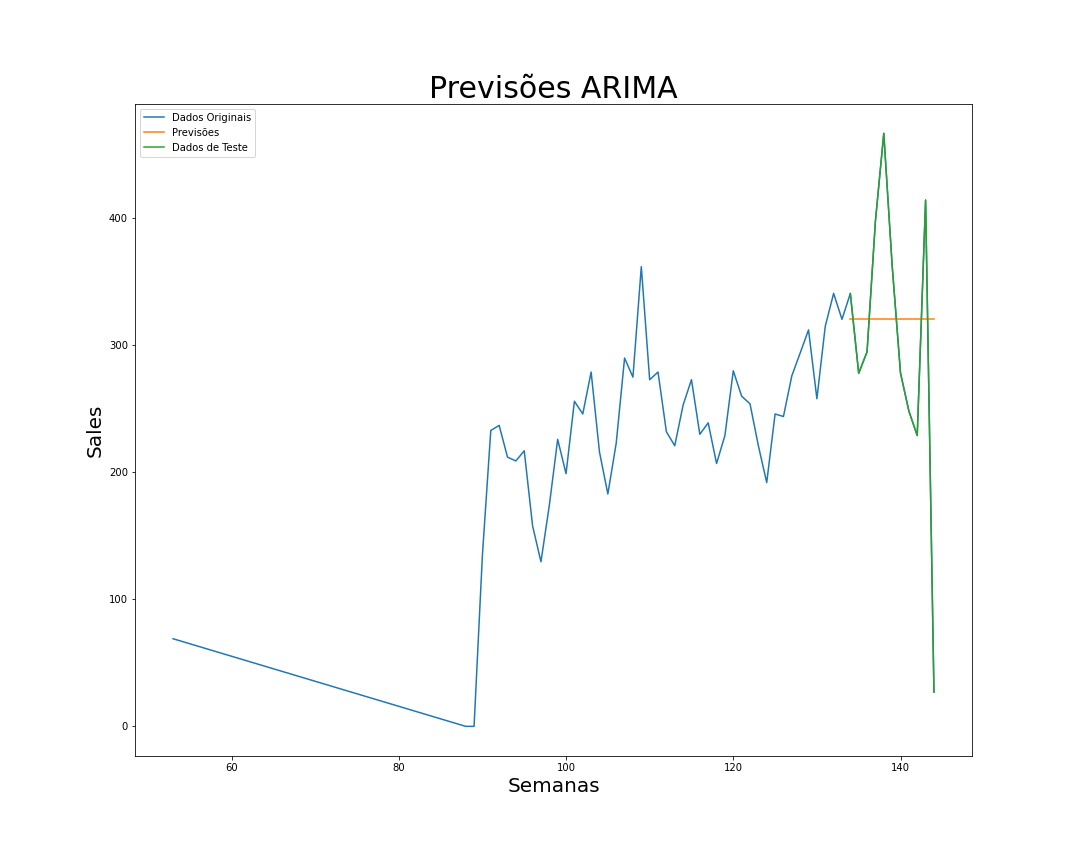 Previsões ARIMA
Dados Originais
Previsões
Dados de Teste
Sales
400
300
200
100
0
60
80
100
120
140
Semanas